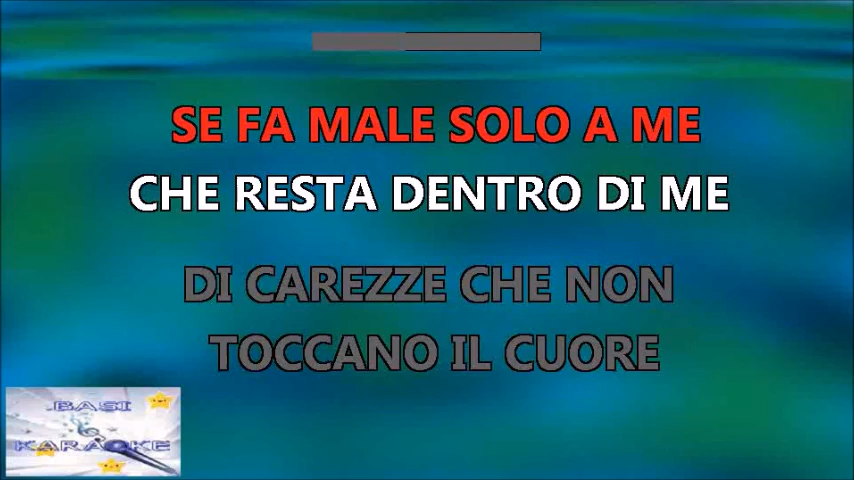 SE FA MALE SOLO A ME
CHE RESTA DENTRO DI ME
DI CAREZZE CHE NON
TOCCANO IL CUORE
BASI
KARAOKE